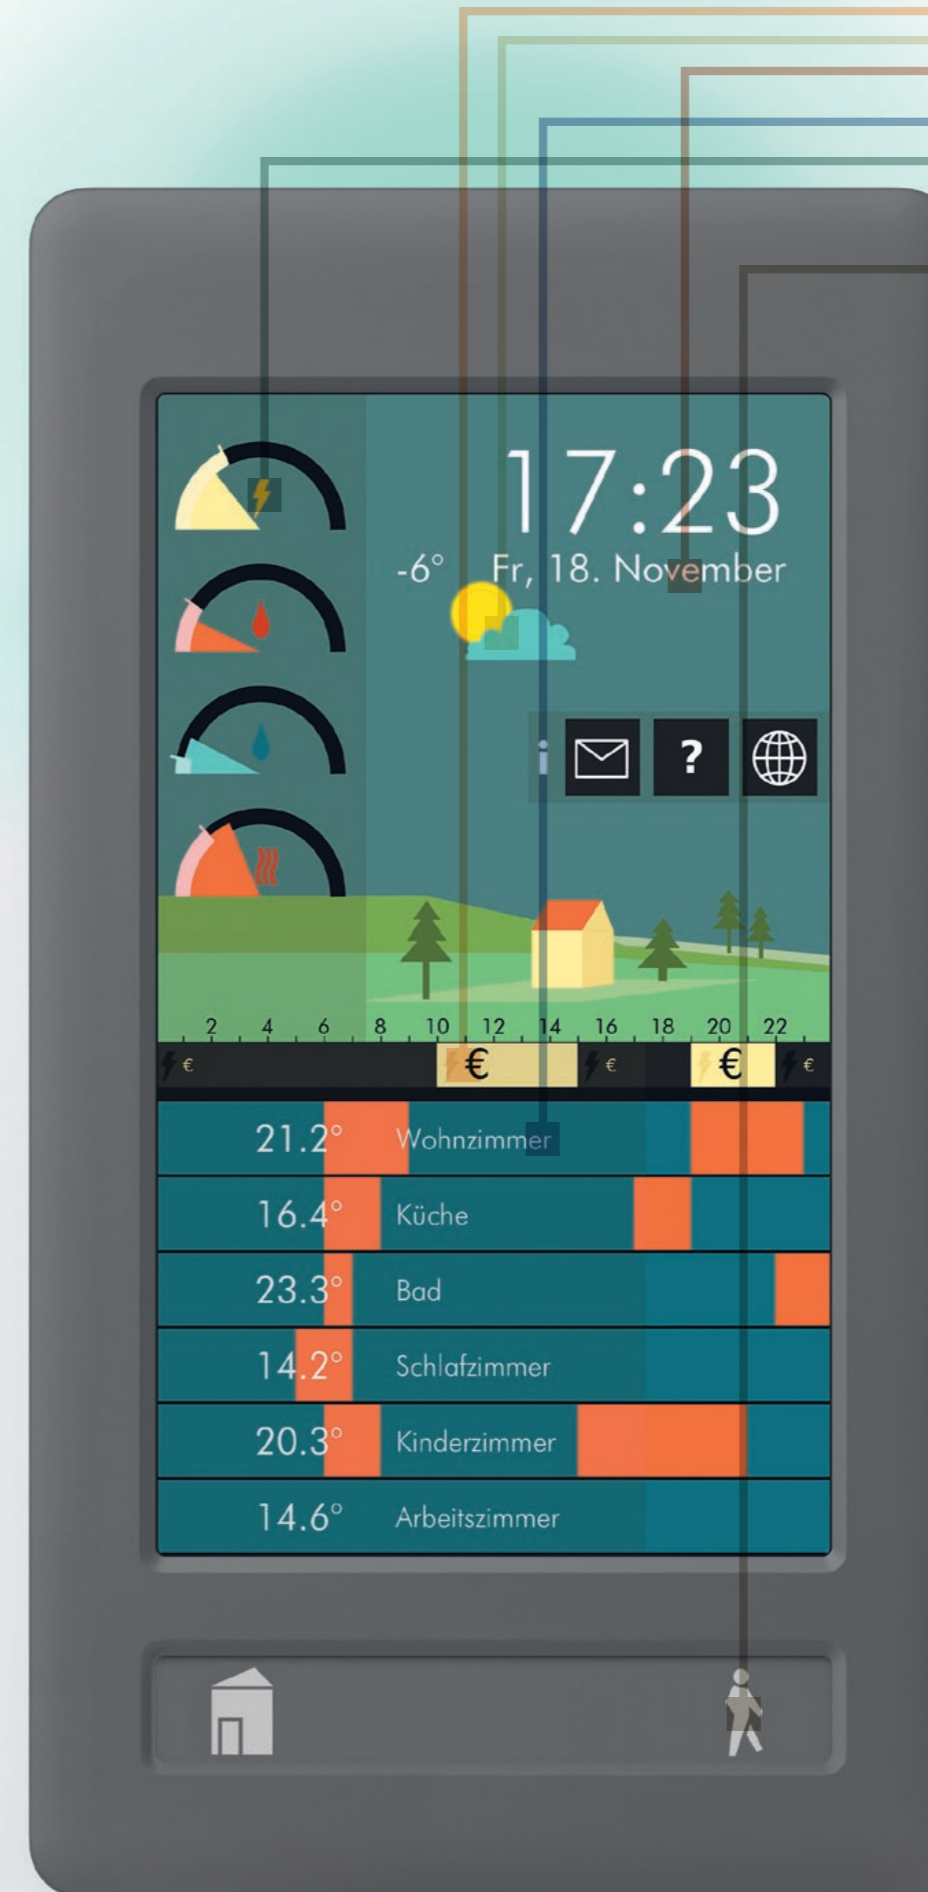 17:23
-6° Fr, 18. November
i ?
2 4 6 8 10 12 14 16 18 20 22
€ € € € €
21.2° Wohnzimmer
16.4° Küche
23.3° Bad
14.2° Schlafzimmer
20.3° Kinderzimmer
14.6° Arbeitszimmer